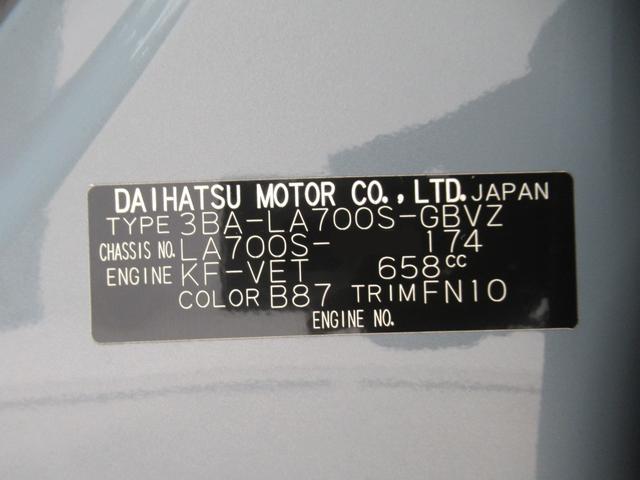 DAIHATSU MOTOR CO., LTD. JAPAN
TYPE 3BA-LA700S-GBVZ
CHASSIS NO. LA700S- 174
ENGINE KF-VET 658cc
COLOR B87 TRIM FN10
ENGINE NO.